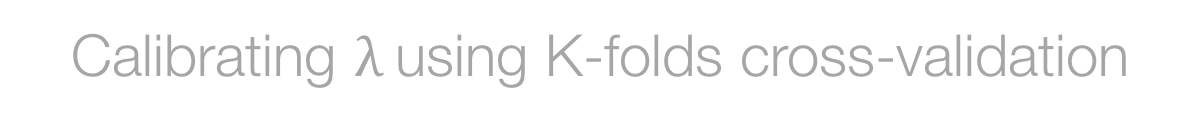 Calibrating λ using K-folds cross-validation